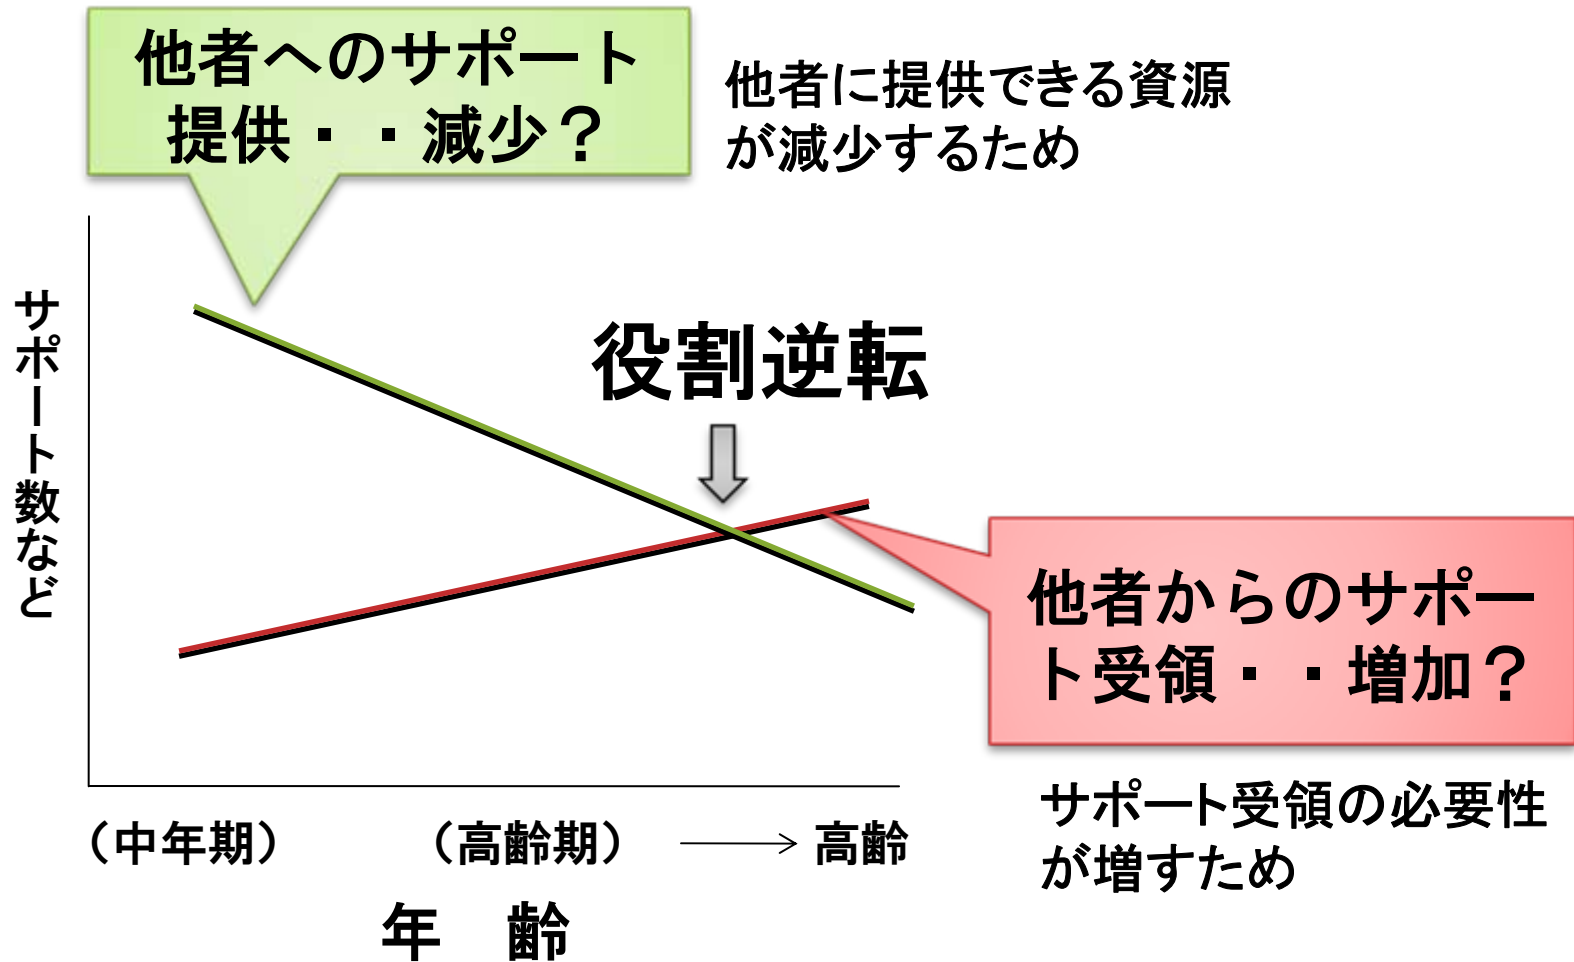 他者へのサポート
提供・・減少？
他者に提供できる資源
が減少するため
サポート数など
役割逆転
他者からのサポー
ト受領・・増加？
サポート受領の必要性
が増すため
（中年期）
（高齢期）
高齢
年　齢